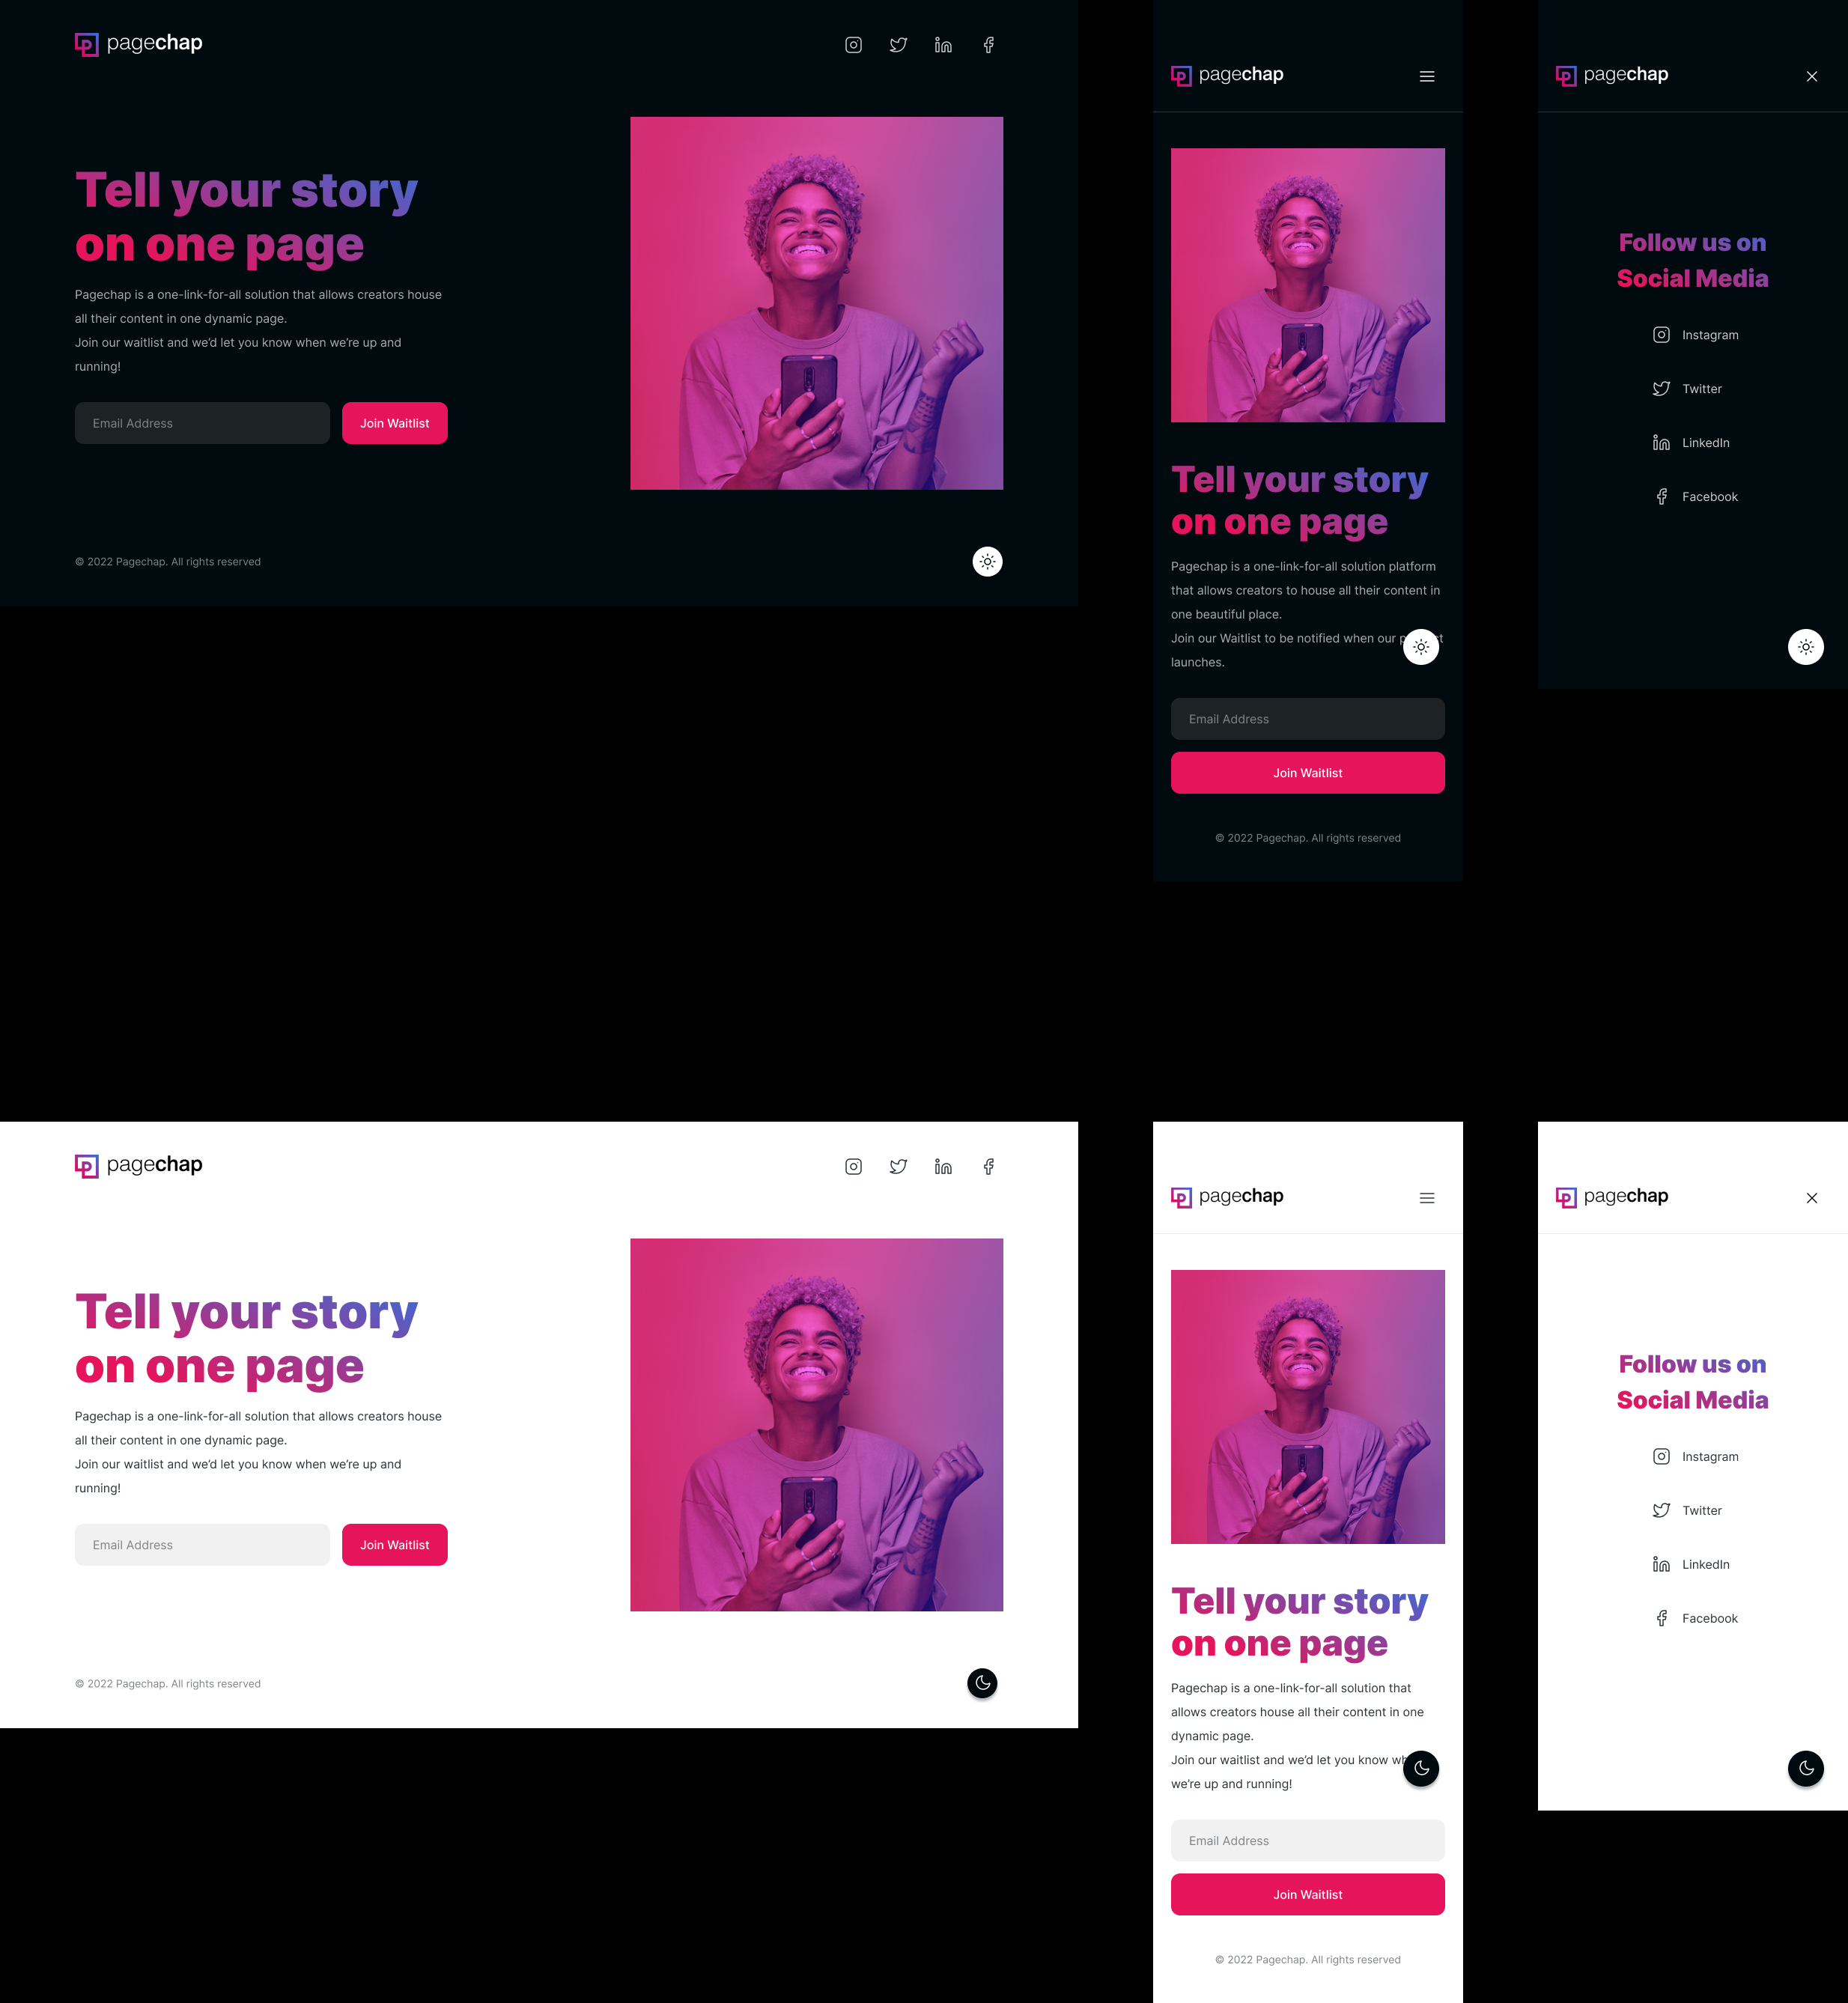 pagechap
Tell your story
on one page
Pagechap is a one-link-for-all solution that allows creators house
all their content in one dynamic page.
Join our waitlist and we’d let you know when we’re up and
running!
Email Address
Join Waitlist
© 2022 Pagechap. All rights reserved
pagechap
Tell your story
on one page
Pagechap is a one-link-for-all solution platform
that allows creators to house all their content in
one beautiful place.
Join our Waitlist to be notified when our
launches.
Email Address
Join Waitlist
© 2022 Pagechap. All rights reserved
pagechap
Follow us on
Social Media
Instagram
Twitter
LinkedIn
Facebook
pagechap
Tell your story
on one page
Pagechap is a one-link-for-all solution that allows creators house
all their content in one dynamic page.
Join our waitlist and we’d let you know when we’re up and
running!
Email Address
Join Waitlist
© 2022 Pagechap. All rights reserved
pagechap
Tell your story
on one page
Pagechap is a one-link-for-all solution that
allows creators house all their content in one
dynamic page.
Join our waitlist and we’d let you know
we’re up and running!
Email Address
Join Waitlist
© 2022 Pagechap. All rights reserved
pagechap
Follow us on
Social Media
Instagram
Twitter
LinkedIn
Facebook